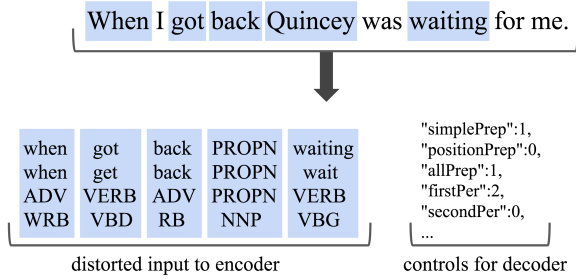 When I got back Quincey was waiting for me.
when got back PROPN waiting
when get back PROPN wait
ADV VERB ADV PROPN VERB
WRB VBD RB NNP VBG
distorted input to encoder
"simplePrep":1,
"positionPrep":0,
"allPrep":1,
"firstPer":2,
"secondPer":0,
...
controls for decoder